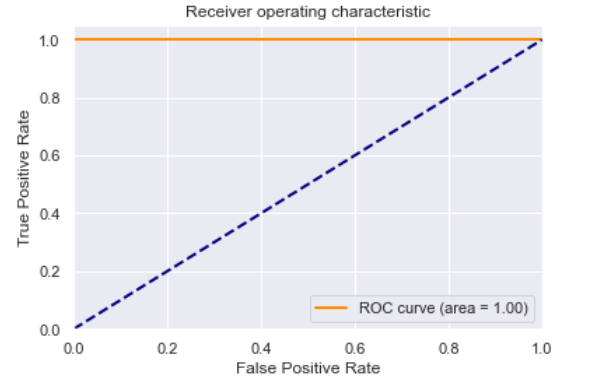 Receiver operating characteristic
True Positive Rate
1.0
0.8
0.6
0.4
0.2
0.0
ROC curve (area = 1.00)
0.0 0.2 0.4 0.6 0.8 1.0
False Positive Rate